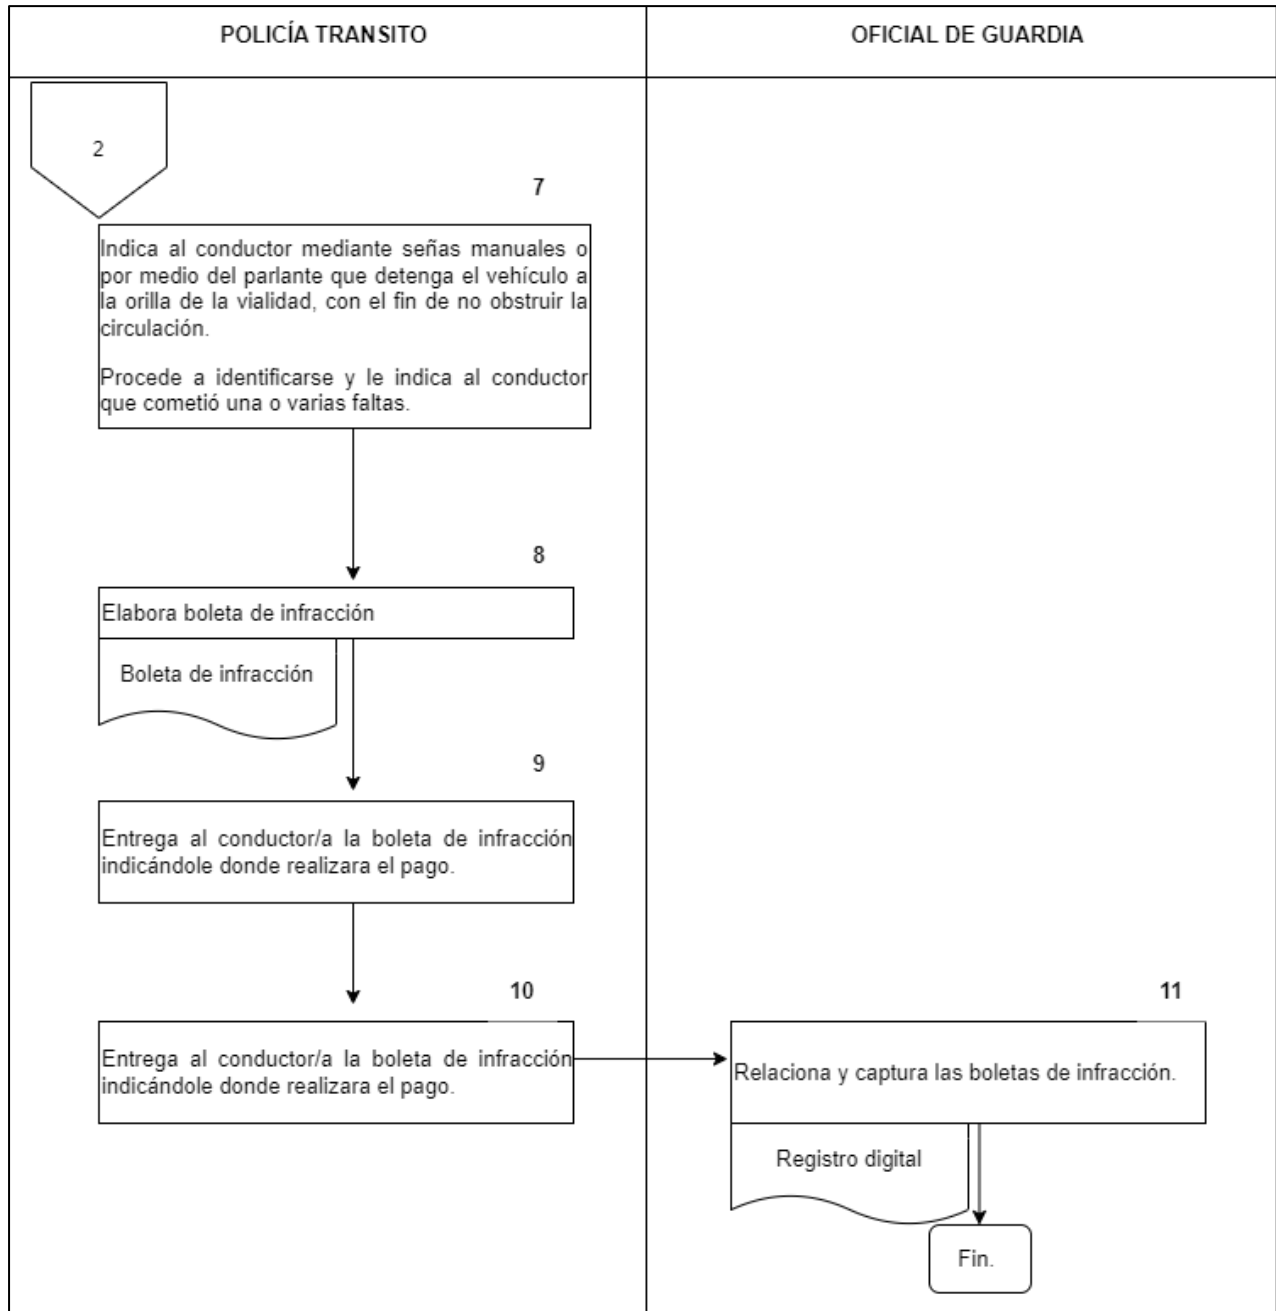 POLICÍA TRANSITO
OFICIAL DE GUARDIA
2
7
Indica al conductor mediante señas manuales o
por medio del parlante que detenga el vehículo a
la orilla de la vialidad, con el fin de no obstruir la
circulación.
Procede a identificarse y le indica al conductor
que cometió una o varias faltas.
8
Elabora boleta de infracción
Boleta de infracción
9
Entrega al conductor/a la boleta de infracción
indicándole donde realizara el pago.
10
Entrega al conductor/a la boleta de infracción
indicándole donde realizara el pago.
11
Relaciona y captura las boletas de infracción.
Registro digital
Fin.